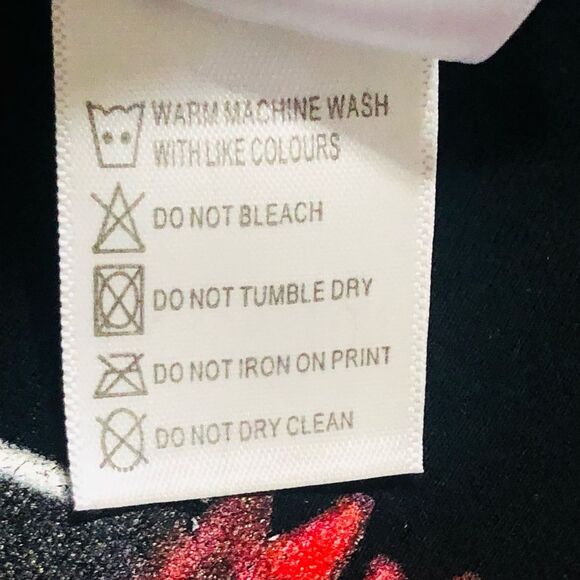 WARM MACHINE WASH
WITH LIKE COLOURS
DO NOT BLEACH
DO NOT TUMBLE DRY
DO NOT IRON ON PRINT
DO NOT DRY CLEAN